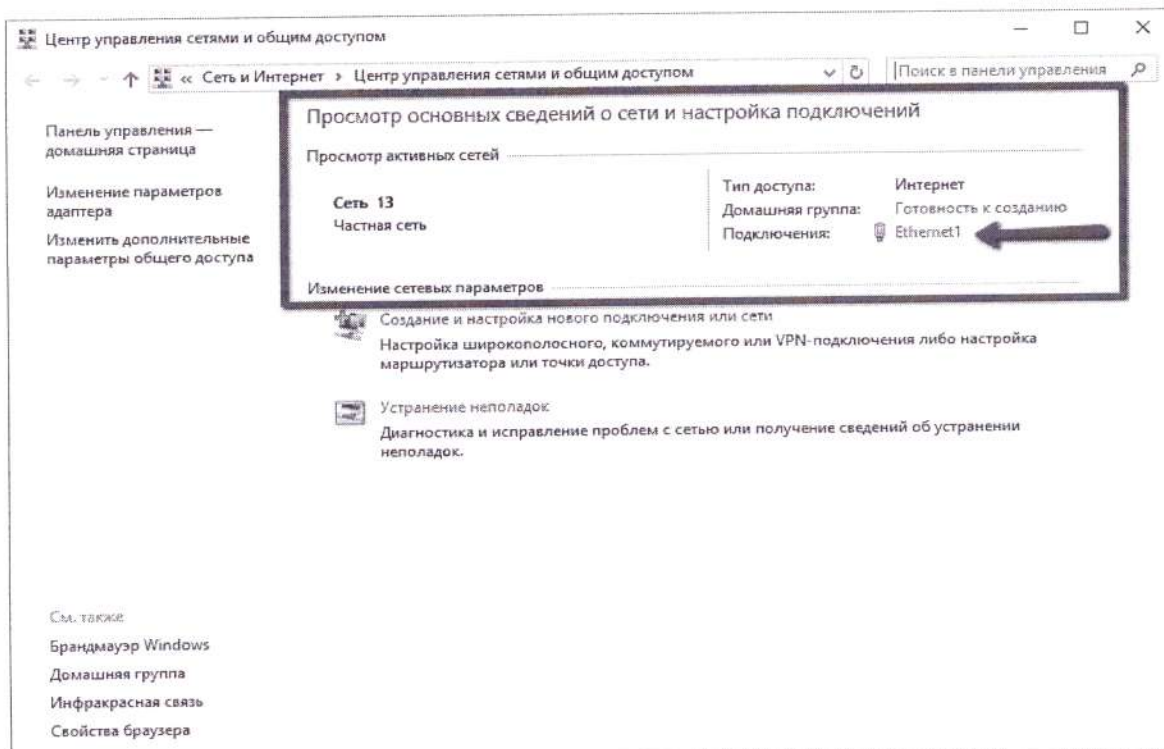 Центр управления сетями и общим доступом
« Сеть и Интернет › Центр управления сетями и общим доступом
Поиск в панели управления
Панель управления —
домашняя страница
Изменение параметров
адаптера
Изменить дополнительные
параметры общего доступа
Просмотр основных сведений о сети и настройка подключений
Просмотр активных сетей
Сеть 13
Частная сеть
Тип доступа: Интернет
Домашняя группа: Готовность к созданию
Подключения: Ethernet1
Изменение сетевых параметров
Создание и настройка нового подключения или сети
Настройка широкополосного, коммутируемого или VPN-подключения либо настройка
маршрутизатора или точки доступа.
Устранение неполадок
Диагностика и исправление проблем с сетью или получение сведений об устранении
неполадок.
См. также
Брандмауэр Windows
Домашняя группа
Инфракрасная связь
Свойства браузера